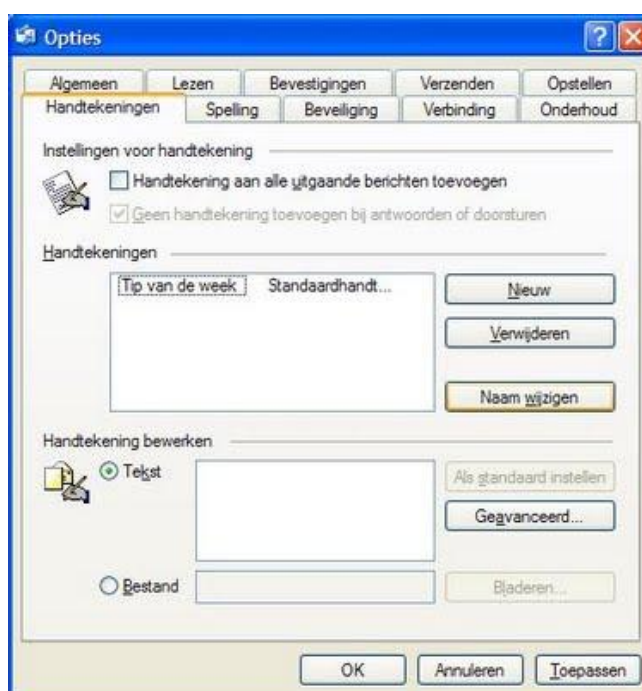 Opties
Algemeen Lezen Bevestigingen Verzenden Opstellen
Handtekeningen Spelling Beveiliging Verbinding Onderhoud
Instellingen voor handtekening
Handtekening aan alle uitgaande berichten toevoegen
Geen handtekening toevoegen bij antwoorden of doorsturen
Handtekeningen
Tip van de week Standaardhandt...
Nieuw
Verwijderen
Naam wijzigen
Handtekening bewerken
Tekst
Als standaard instellen
Geavanceerd...
Bestand
Bladeren...
OK Annuleren Toepassen